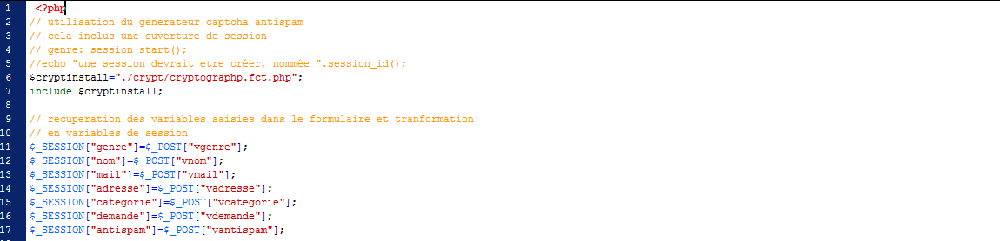 1 <?php
2 // utilisation du generateur captcha antispam
3 // cela inclus une ouverture de session
4 // genre: session_start();
5 //echo "une session devrait etre créer, nommée ".session_id();
6 $cryptinstall="./crypt/cryptographp.fct.php";
7 include $cryptinstall;
8
9 // recuperation des variables saisies dans le formulaire et tranformation
10 // en variables de session
11 $_SESSION["genre"]=$_POST["vgenre"];
12 $_SESSION["nom"]=$_POST["vnom"];
13 $_SESSION["mail"]=$_POST["vmail"];
14 $_SESSION["adresse"]=$_POST["vadresse"];
15 $_SESSION["categorie"]=$_POST["vcategorie"];
16 $_SESSION["demande"]=$_POST["vdemande"];
17 $_SESSION["antispam"]=$_POST["vantispam"];